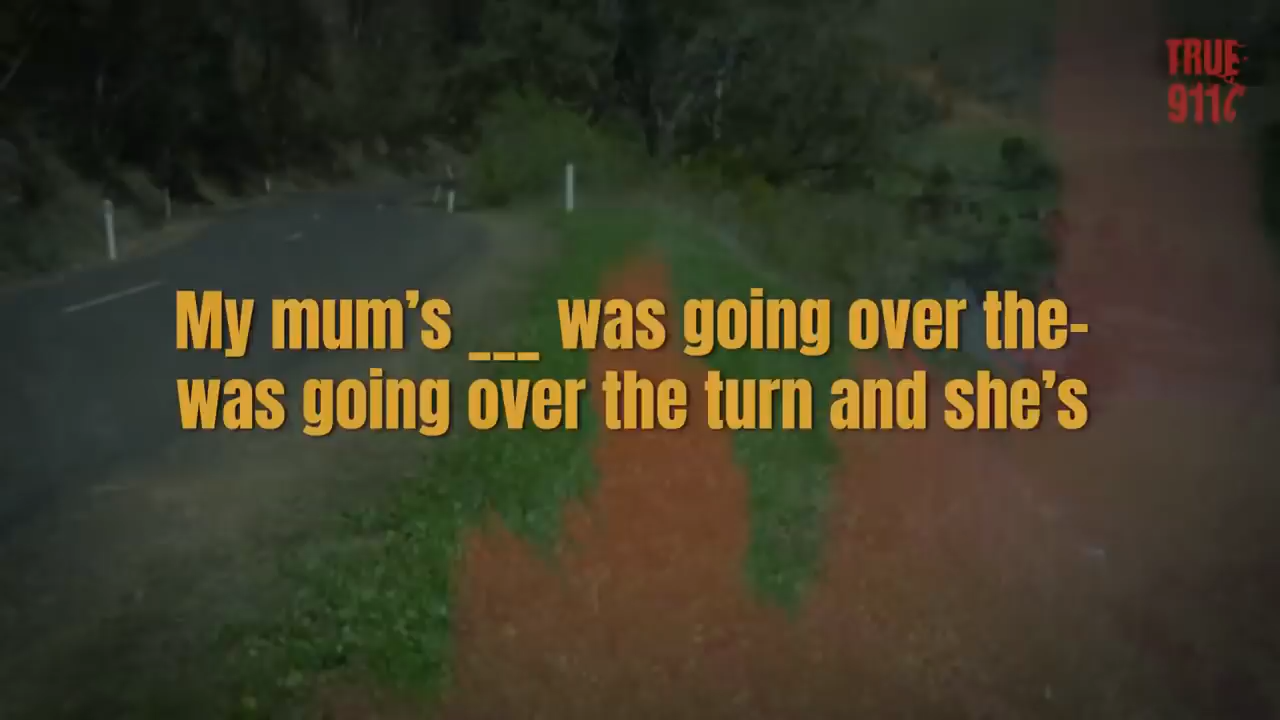 TRUE
911
My mum’s ___ was going over the-
was going over the turn and she’s